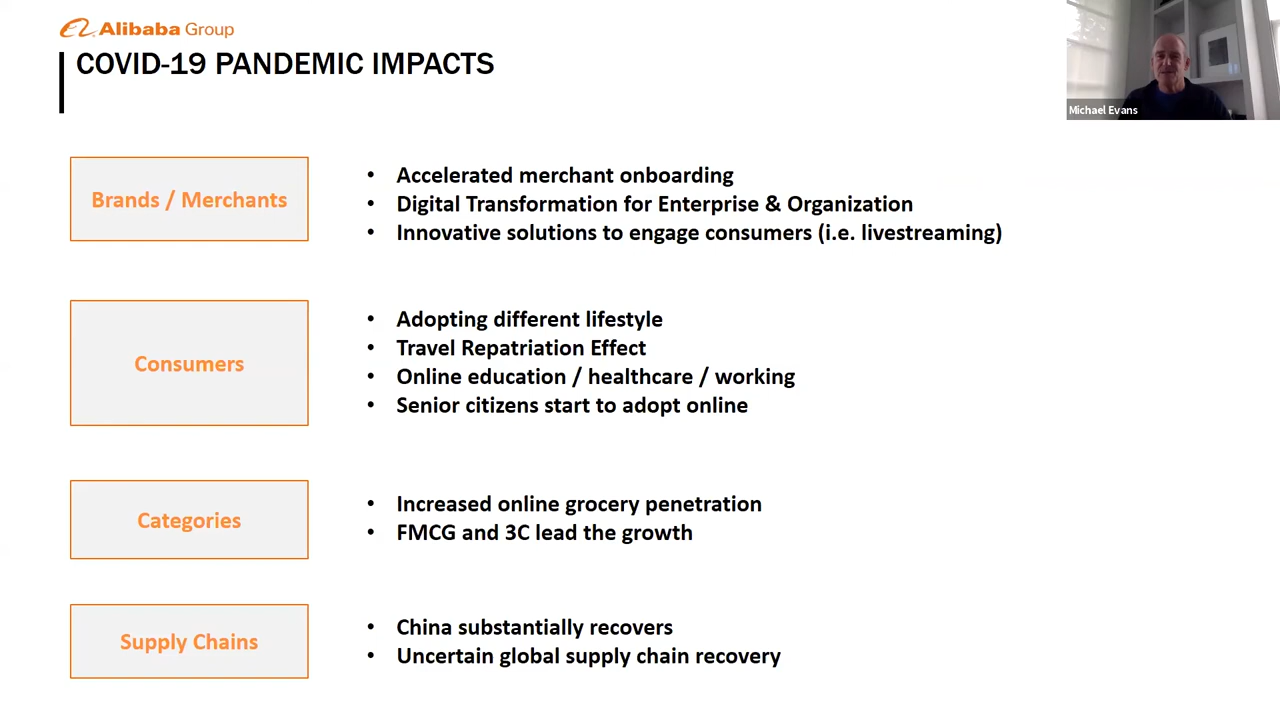 Alibaba Group
COVID-19 PANDEMIC IMPACTS
Michael Evans
Brands / Merchants
• Accelerated merchant onboarding
• Digital Transformation for Enterprise & Organization
• Innovative solutions to engage consumers (i.e. livestreaming)
Consumers
• Adopting different lifestyle
• Travel Repatriation Effect
• Online education / healthcare / working
• Senior citizens start to adopt online
Categories
• Increased online grocery penetration
• FMCG and 3C lead the growth
Supply Chains
• China substantially recovers
• Uncertain global supply chain recovery